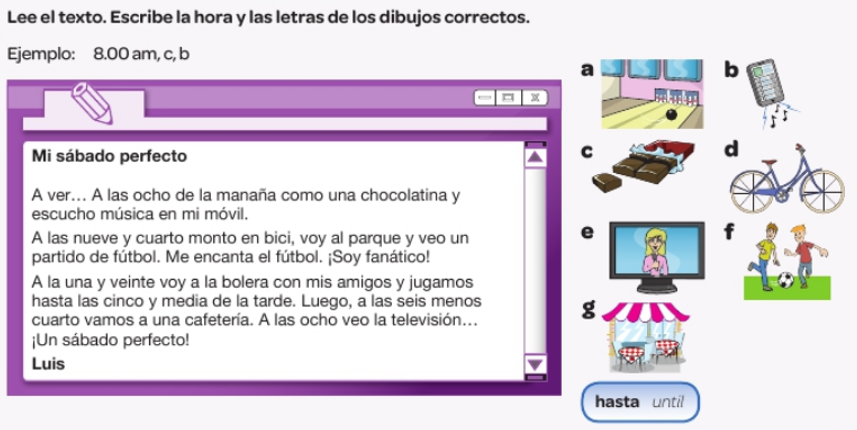 Lee el texto. Escribe la hora y las letras de los dibujos correctos.
Ejemplo: 8.00 am, c, b
Mi sábado perfecto
A ver... A las ocho de la manaña como una chocolatina y
escucho música en mi móvil.
A las nueve y cuarto monto en bici, voy al parque y veo un
partido de fútbol. Me encanta el fútbol. ¡Soy fanático!
A la una y veinte voy a la bolera con mis amigos y jugamos
hasta las cinco y media de la tarde. Luego, a las seis menos
cuarto vamos a una cafetería. A las ocho veo la televisión...
¡Un sábado perfecto!
Luis
a
b
c
d
e
f
g
hasta until